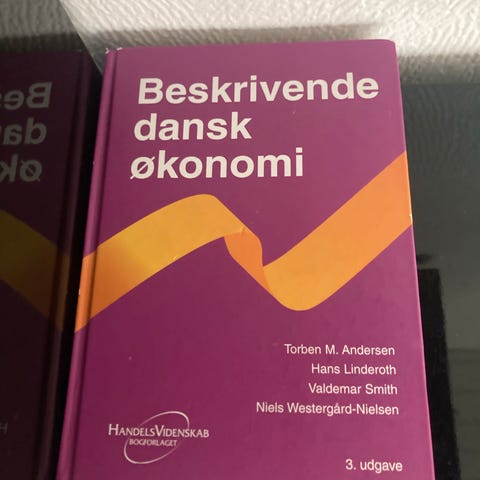 Beskrivende
dansk
økonomi
Torben M. Andersen
Hans Linderoth
Valdemar Smith
Niels Westergård-Nielsen
HANDELSVIDENSKAB
BOGFORLAGET
3. udgave